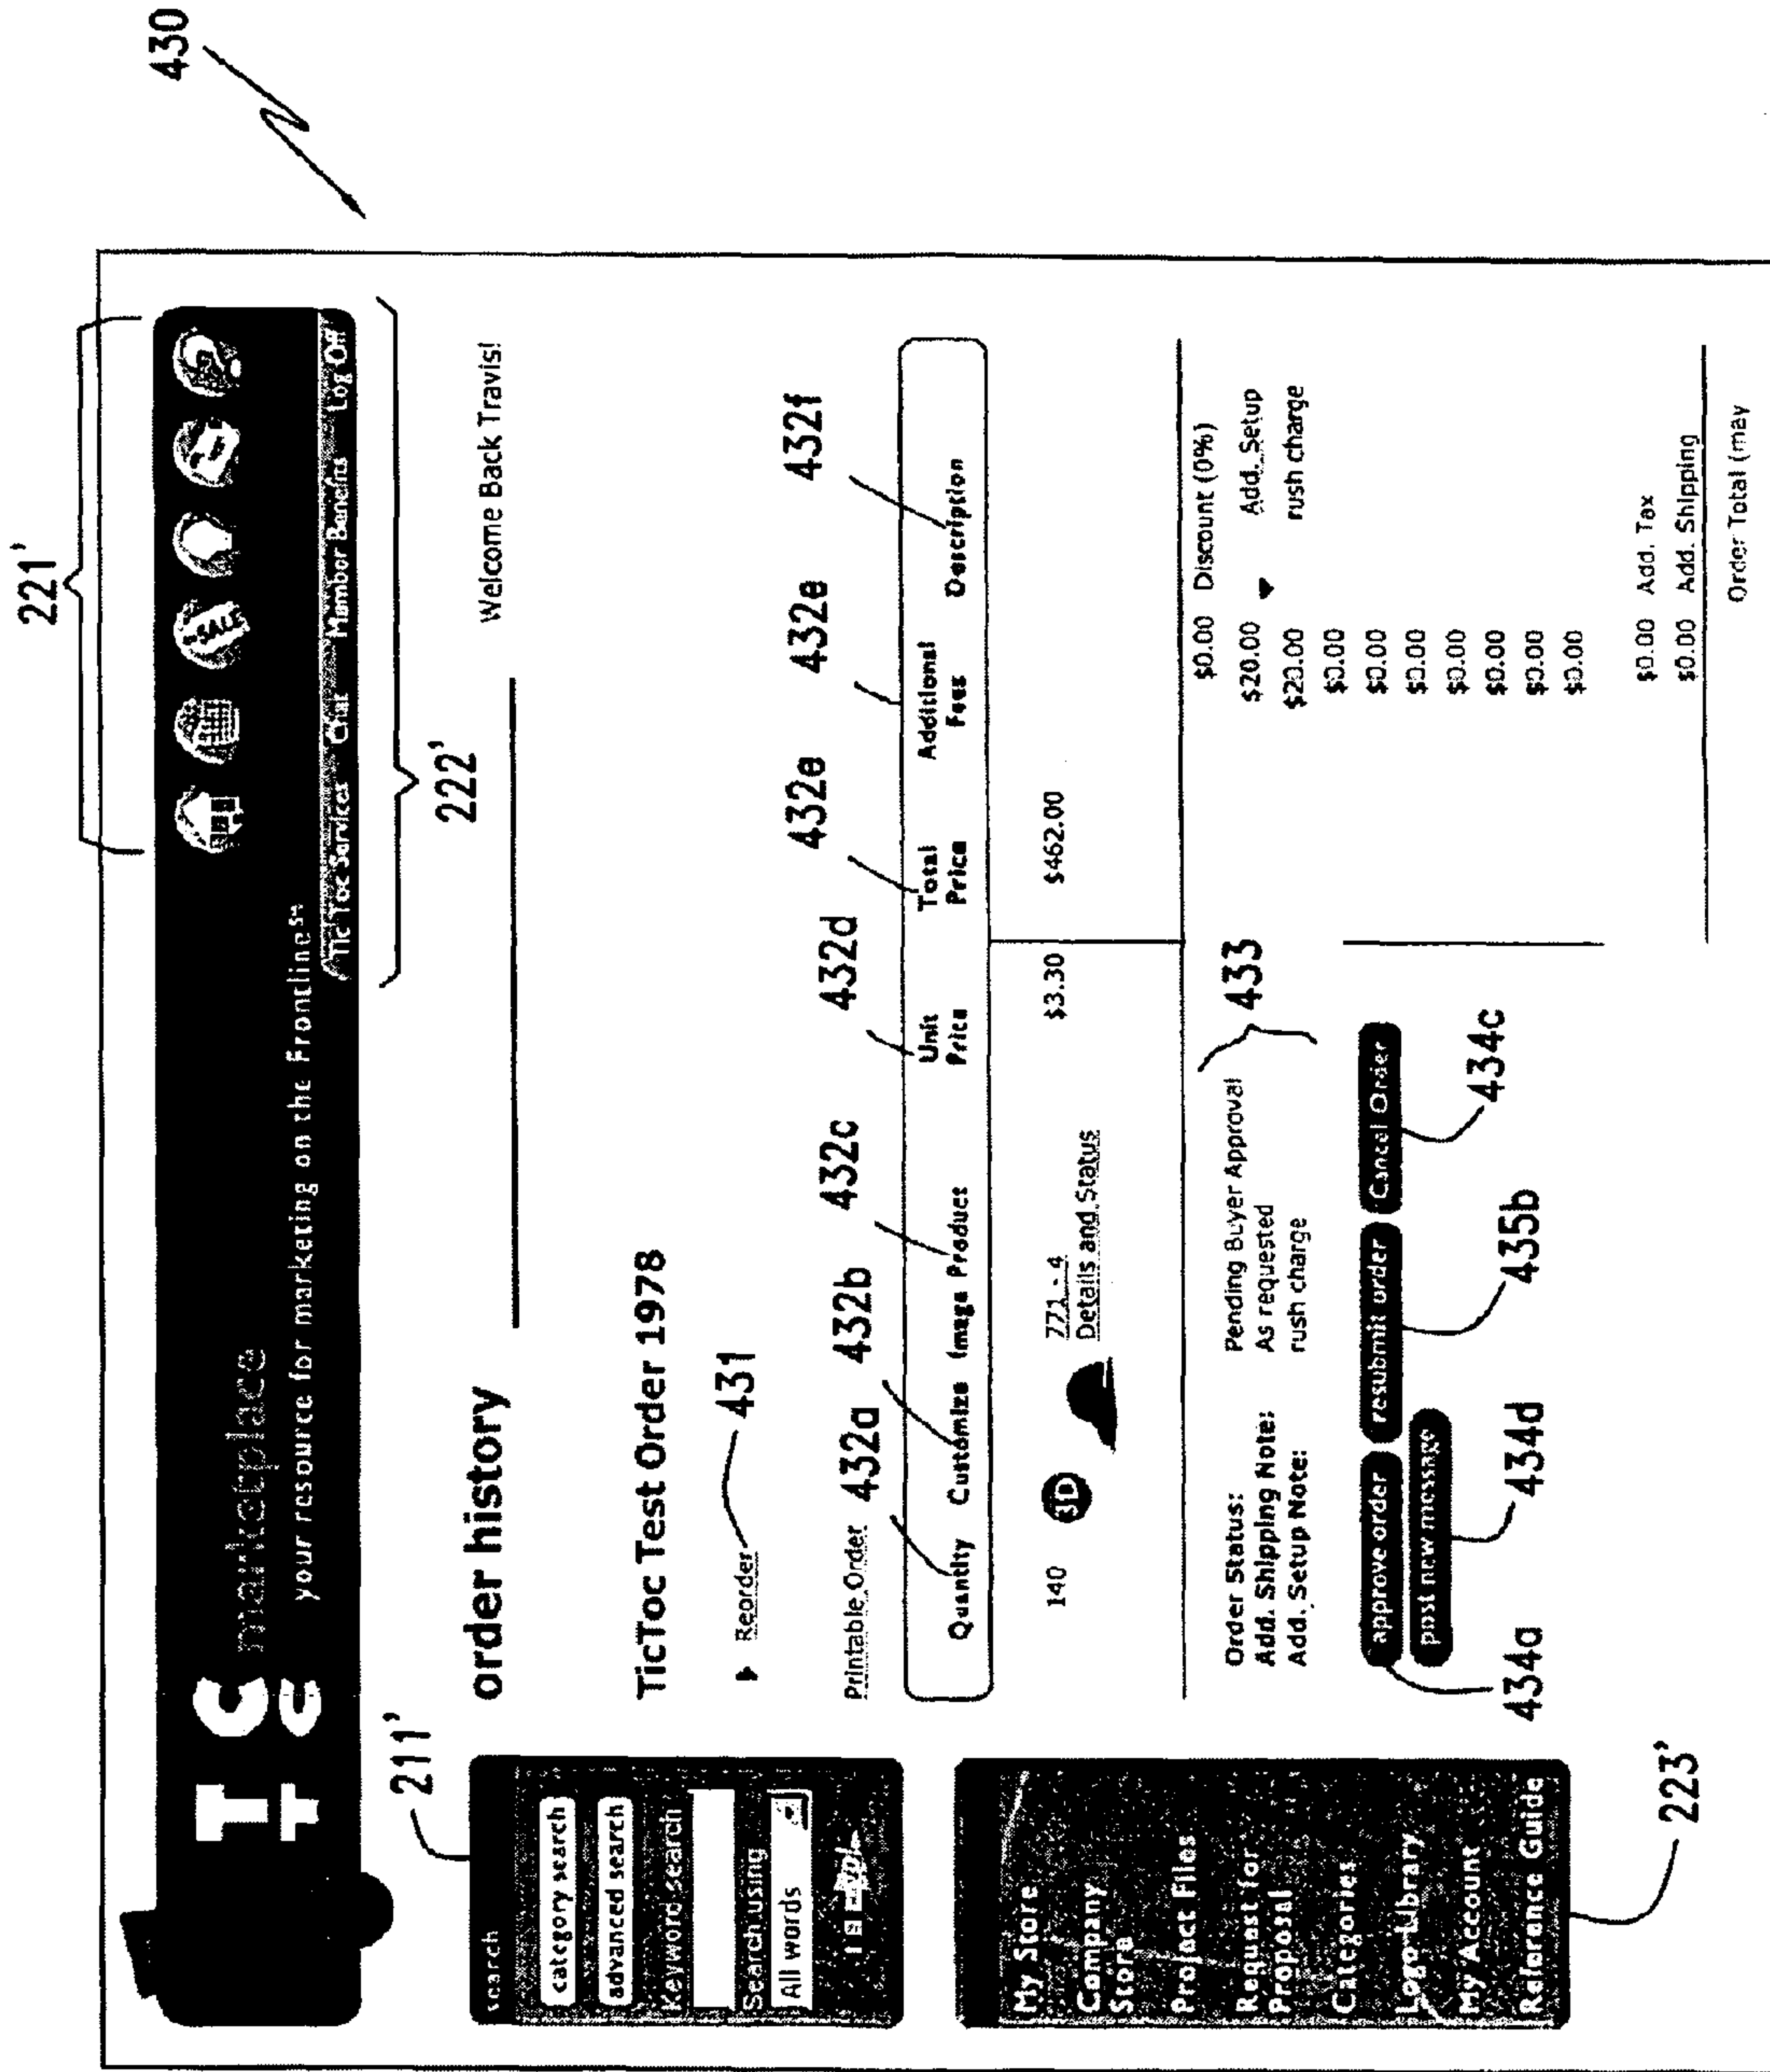 430
221'
T C marketplace
your resource for marketing on the Frontline SM
SALE
Tic Toc Services Chat Member Benefits Log Off
222'
Welcome Back Travis!
order history
211'
search
category search
advanced search
Keyword search
Search using
All words
TicToc Test Order 1978
Reorder
431
Printable Order
432a 432b 432c 432d 432e 432e 432f
Quantity Customize Image Product Unit Price Total Price Additional Fees Description
140 3D 771 - 4 $3.30 $462.00
Details and Status
Order Status: Pending Buyer Approval
Add. Shipping Note: As requested
Add. Setup Note: rush charge
433
$0.00 Discount (0%)
$20.00 Add. Setup
$20.00 rush charge
$0.00
$0.00
$0.00
$0.00
$0.00
$0.00
$0.00
$0.00 Add. Tax
$0.00 Add. Shipping
Order Total (may
approve order resubmit order Cancel Order
post new message
434a 434d 435b 434c
My Store
Company
Store
Project Files
Request for
Proposal
Categories
Logo Library
My Account
Reference Guide
223'